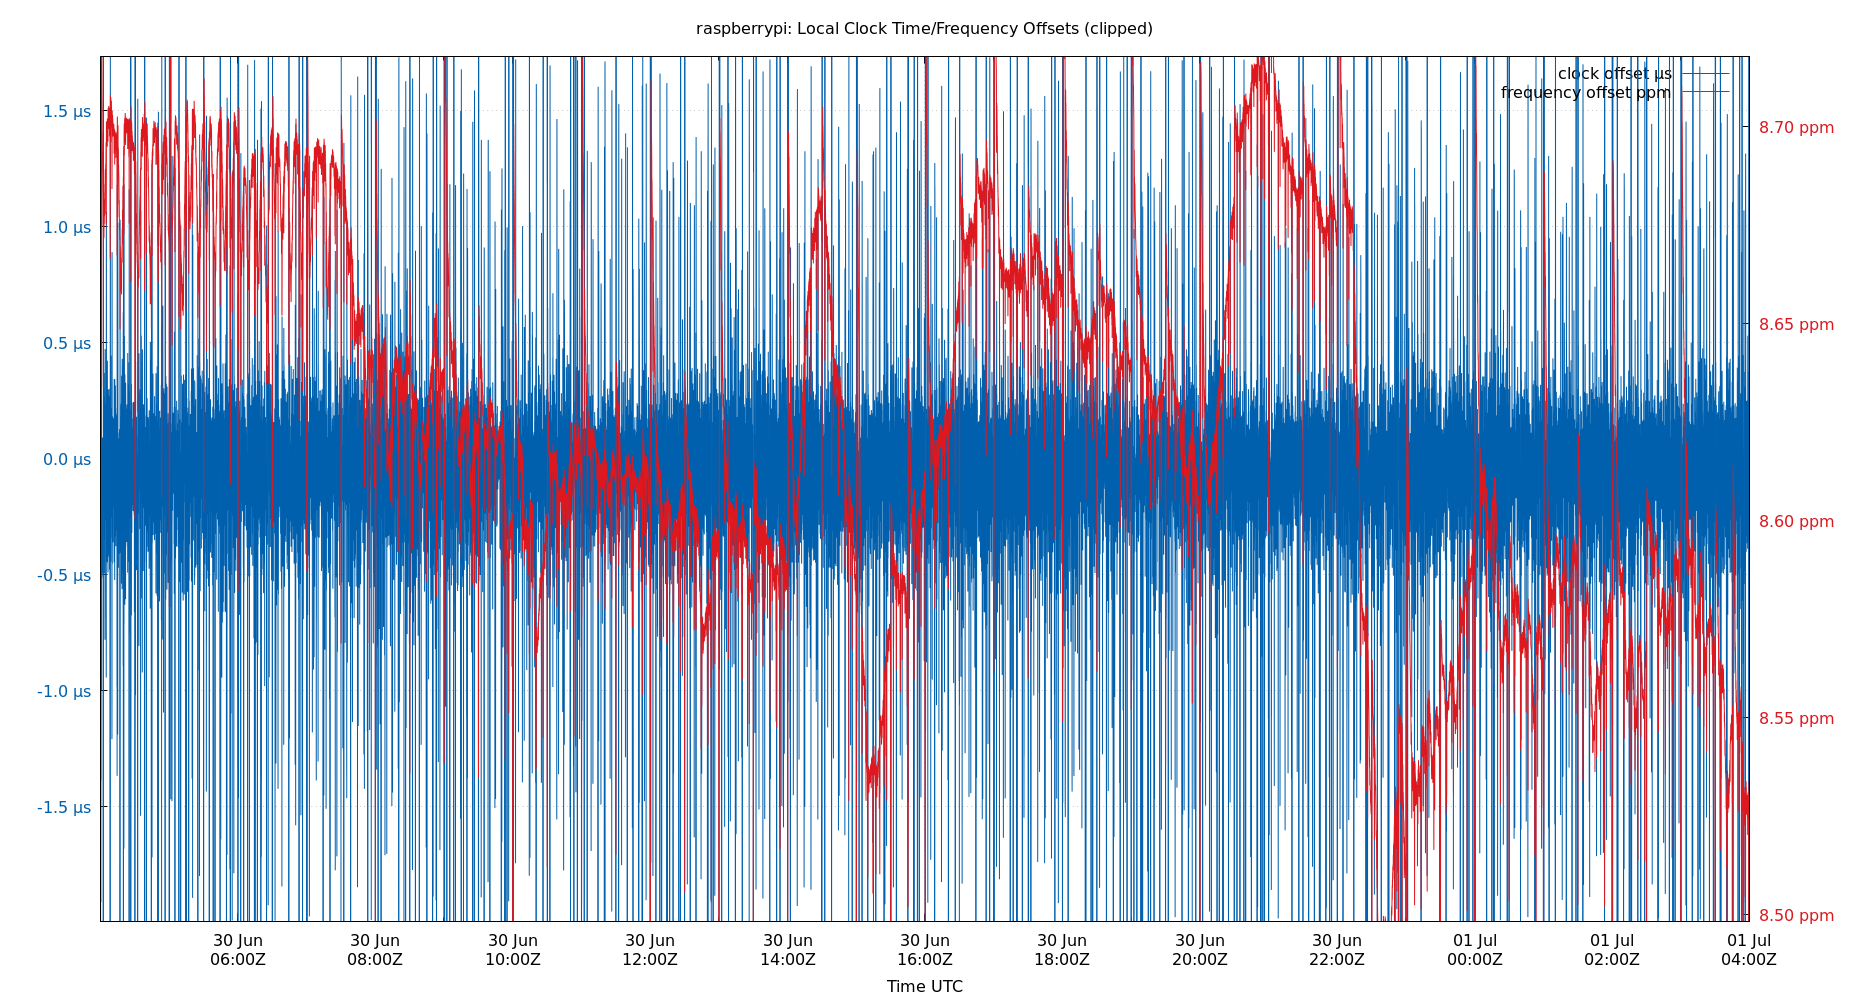 raspberrypi: Local Clock Time/Frequency Offsets (clipped)
clock offset µs
frequency offset ppm
1.5 µs
1.0 µs
0.5 µs
0.0 µs
-0.5 µs
-1.0 µs
-1.5 µs
8.70 ppm
8.65 ppm
8.60 ppm
8.55 ppm
8.50 ppm
30 Jun 30 Jun 30 Jun 30 Jun 30 Jun 30 Jun 30 Jun 30 Jun 30 Jun 01 Jul 01 Jul 01 Jul
06:00Z 08:00Z 10:00Z 12:00Z 14:00Z 16:00Z 18:00Z 20:00Z 22:00Z 00:00Z 02:00Z 04:00Z
Time UTC